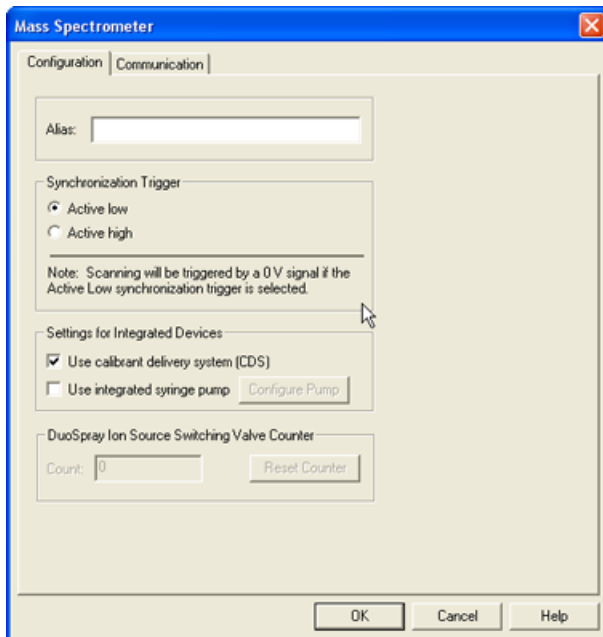 Mass Spectrometer
Configuration
Communication
Alias:
Synchronization Trigger
Active low
Active high
Note: Scanning will be triggered by a 0 V signal if the
Active Low synchronization trigger is selected.
Settings for Integrated Devices
Use calibrant delivery system (CDS)
Use integrated syringe pump
Configure Pump
DuoSpray Ion Source Switching Valve Counter
Count: 0
Reset Counter
OK
Cancel
Help